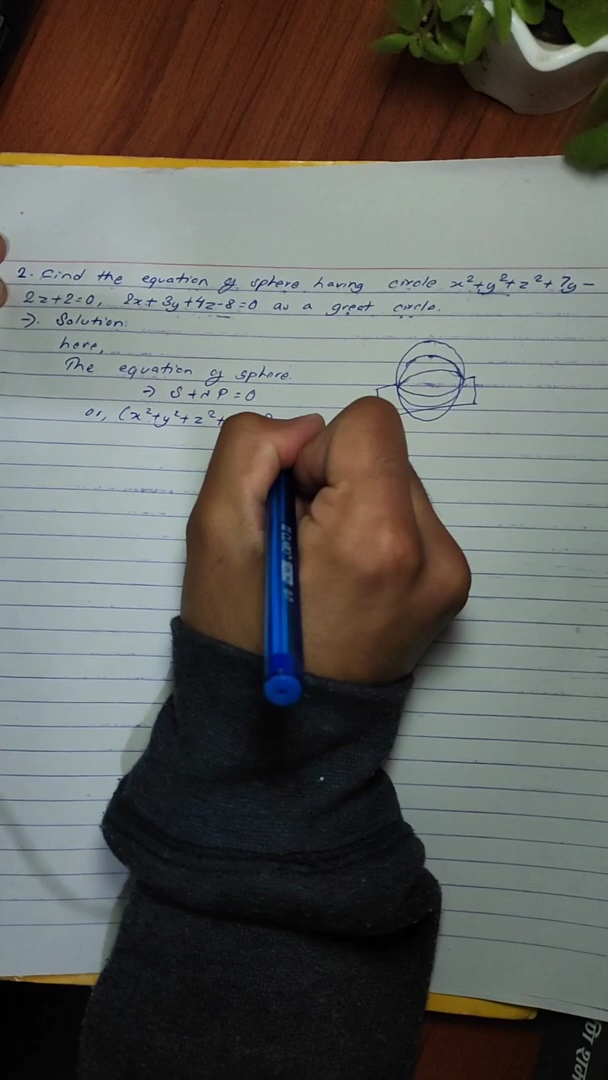 2. Find the equation of sphere having circle x²+y²+z²+7y-
2z+2=0, 2x+3y+4z-8=0 as a great circle.
→. Solution:
here,
The equation of sphere.
⇒ S+λP=0
or, (x²+y²+z²+